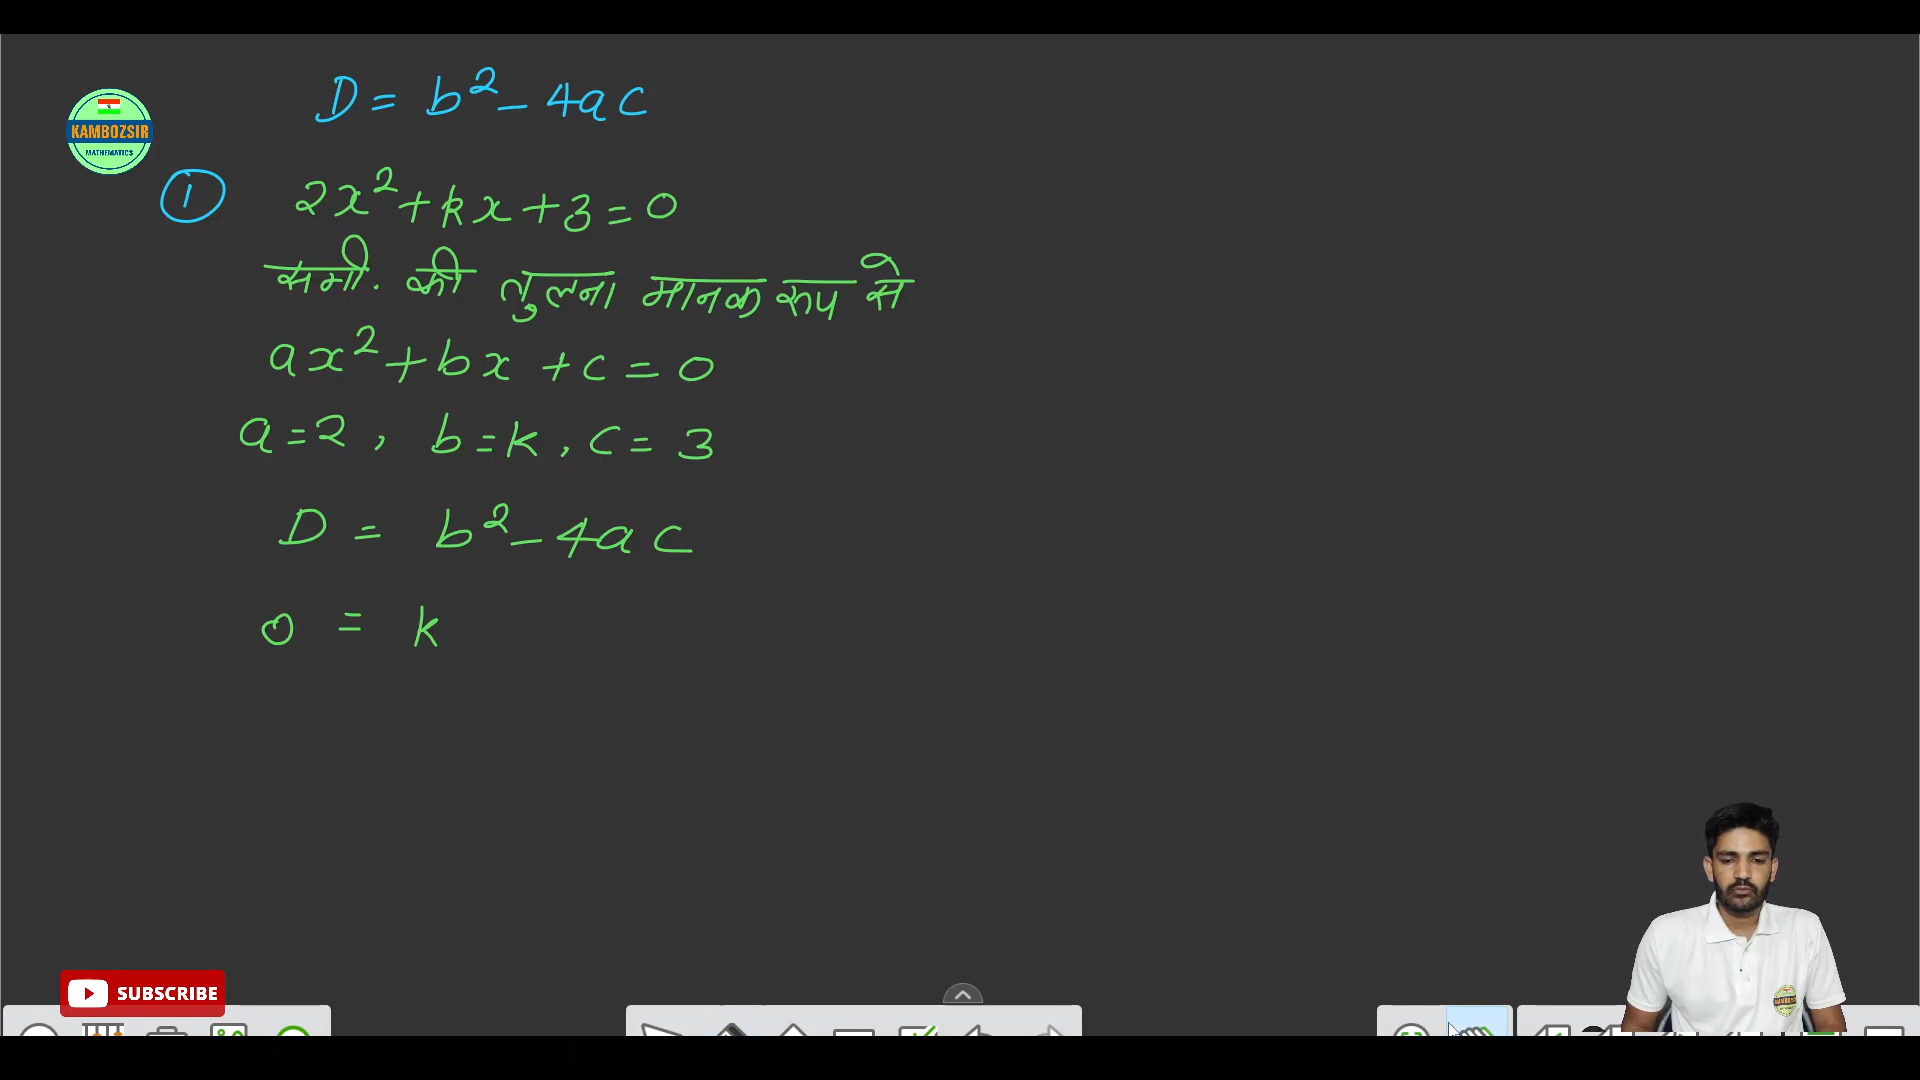 D = b² - 4ac
KAMBOZSIR
MATHEMATICS
① 2x² + kx + 3 = 0
समी. की तुलना मानक रूप से
ax² + bx + c = 0
a = 2, b = k, c = 3
D = b² - 4ac
0 = k
SUBSCRIBE
KAMBOZSIR